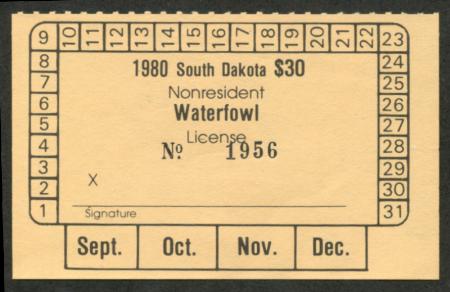 9 10 11 12 13 14 15 16 17 18 19 20 21 22 23
8 24
7 25
6 26
5 27
4 28
3 29
2 30
1 31
1980 South Dakota $30
Nonresident
Waterfowl
License
No 1956
X
Signature
Sept. Oct. Nov. Dec.